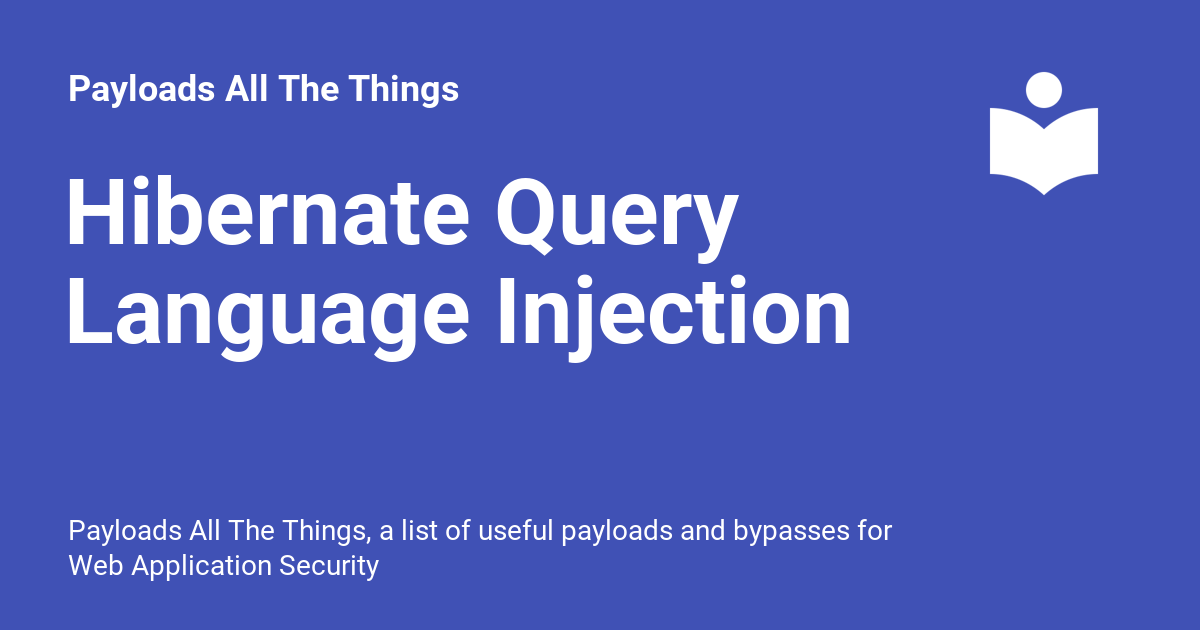 Payloads All The Things
Hibernate Query
Language Injection
Payloads All The Things, a list of useful payloads and bypasses for
Web Application Security